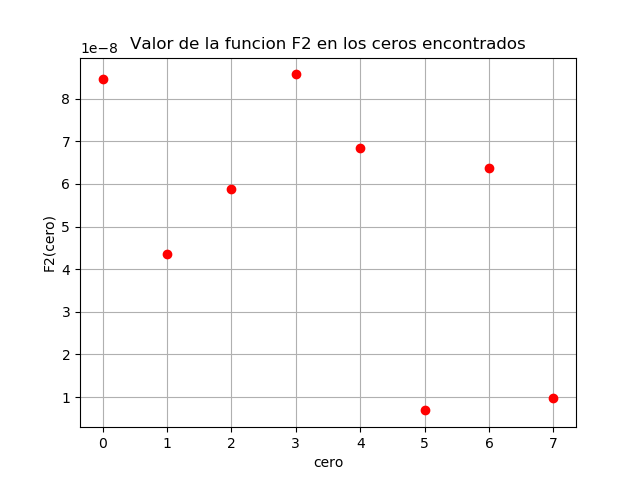 Valor de la funcion F2 en los ceros encontrados
1e−8
8
7
6
5
4
3
2
1
F2(cero)
0 1 2 3 4 5 6 7
cero